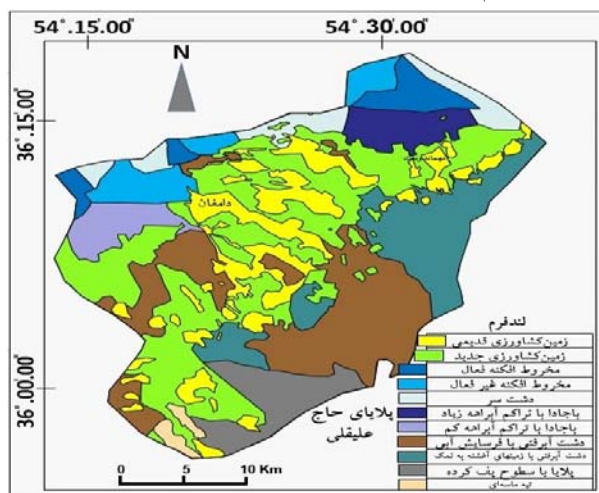 54°.15'.00" 54°.30'.00"
N
36°.15'.00"
دامغان
36°.00'.00"
لندفرم
زمین‌کشاورزی قدیمی
زمین‌کشاورزی جدید
مخروط افکنه فعال
مخروط افکنه غیر فعال
دشت سر
باجادا با تراکم آبراهه زیاد
باجادا با تراکم آبراهه کم
دشت آبرفتی با فرسایش آبی
دشت آبرفتی با زمینهای آغشته به نمک
پلایا با سطوح پف کرده
تپه ماسه‌ای
پلایای حاج
علیقلی
0 5 10 Km